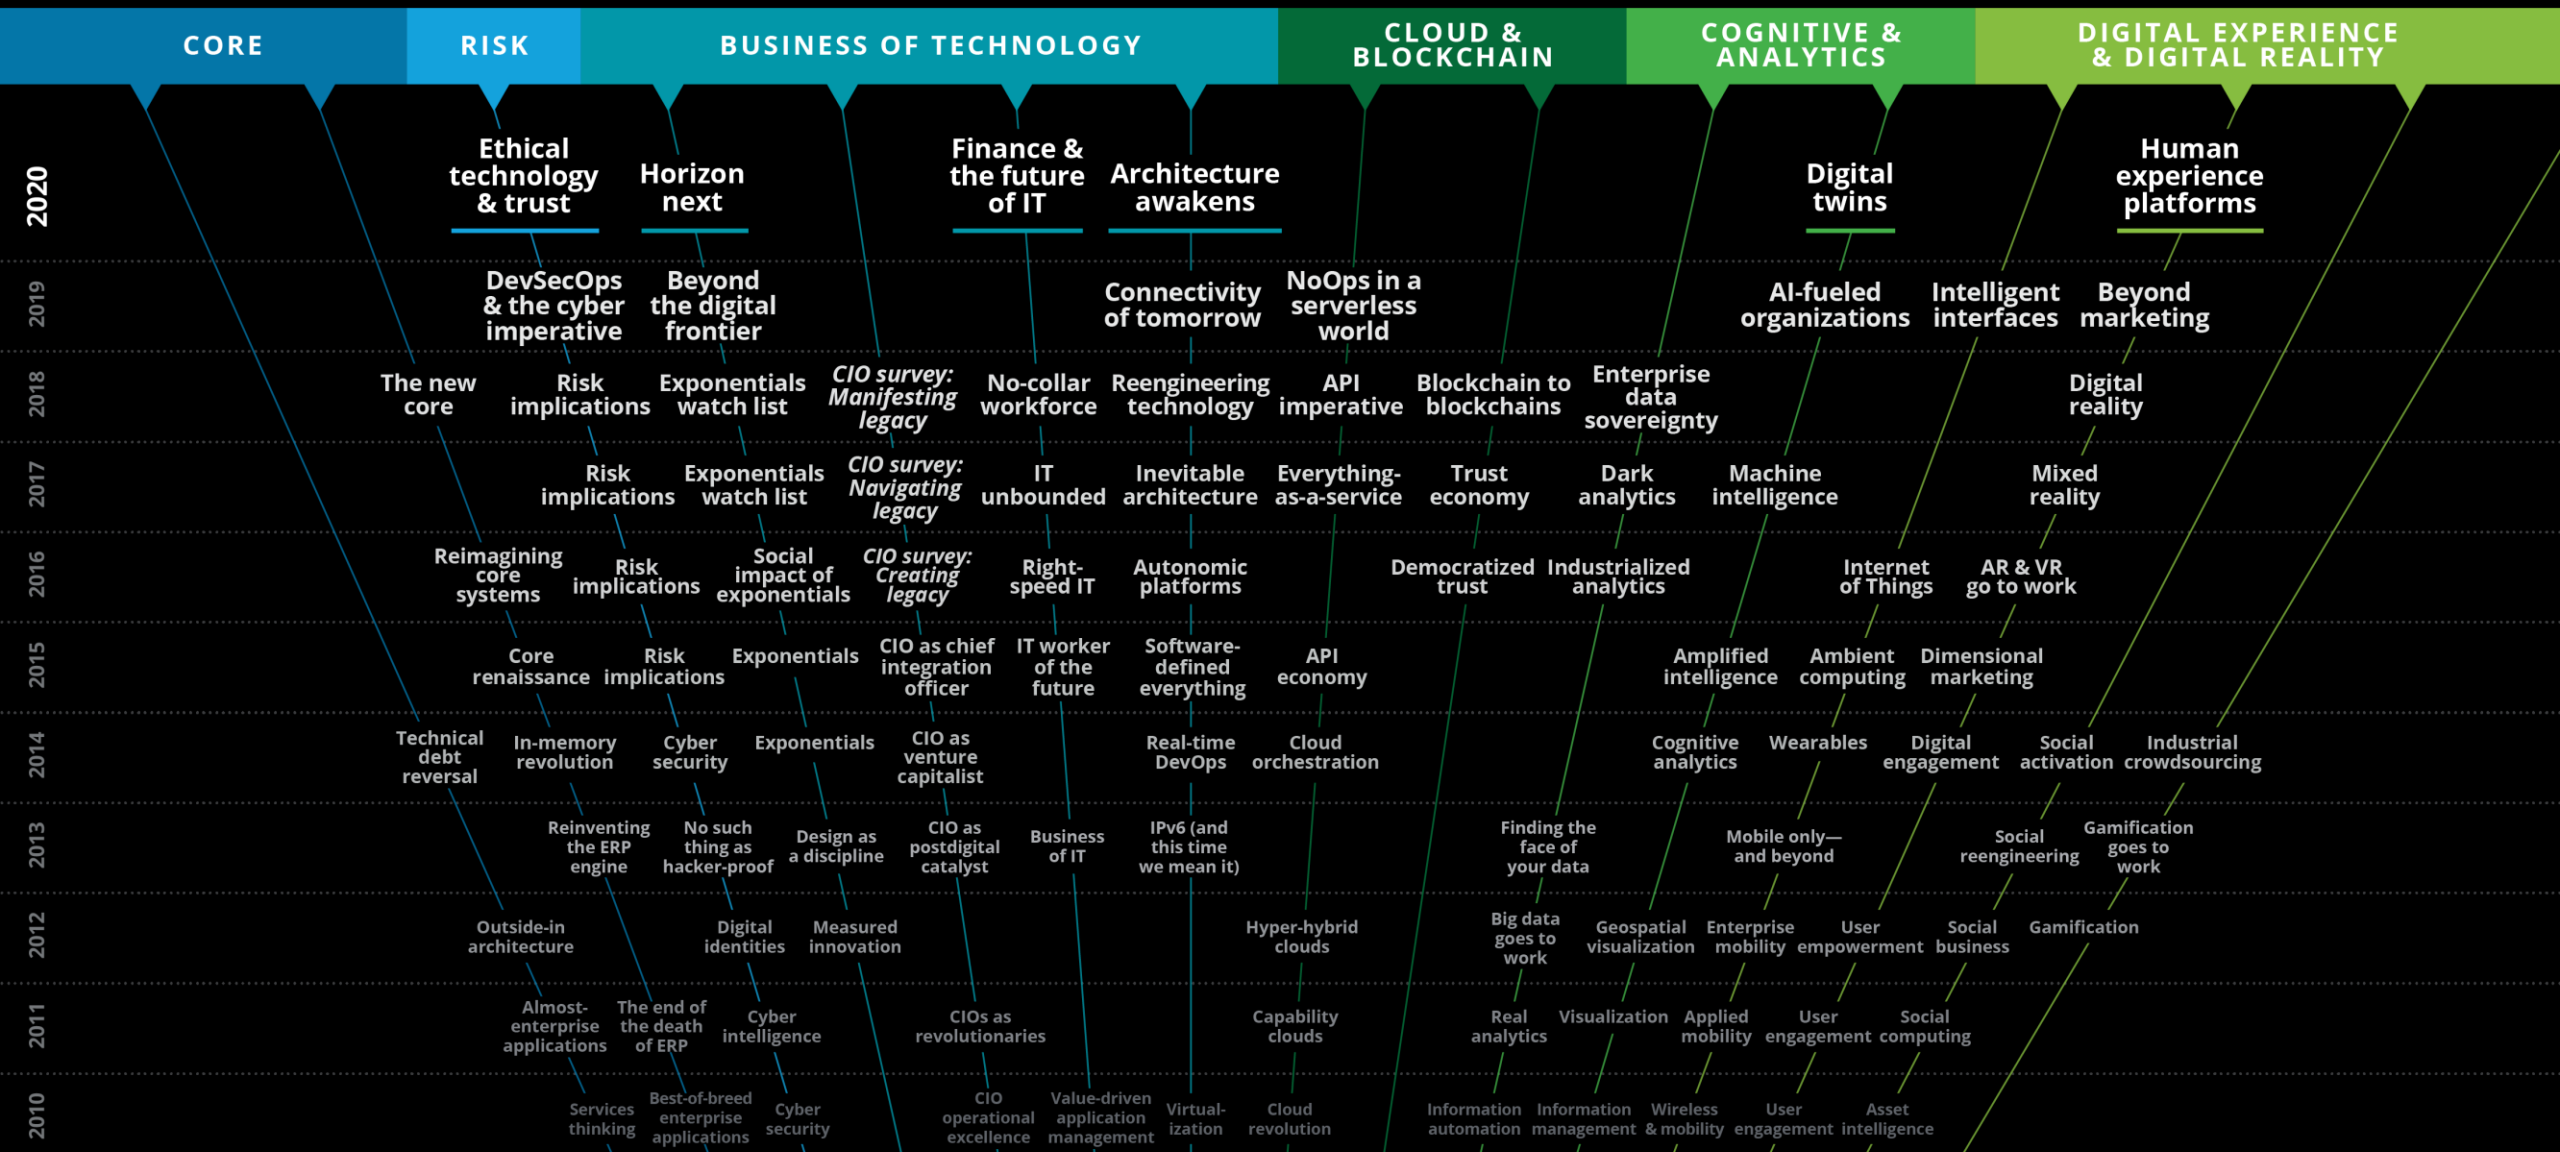 CORE
RISK
BUSINESS OF TECHNOLOGY
CLOUD &
BLOCKCHAIN
COGNITIVE &
ANALYTICS
DIGITAL EXPERIENCE
& DIGITAL REALITY
2020
Ethical
technology
& trust
Horizon
next
Finance &
the future
of IT
Architecture
awakens
Digital
twins
Human
experience
platforms
2019
DevSecOps
& the cyber
imperative
Beyond
the digital
frontier
Connectivity
of tomorrow
NoOps in a
serverless
world
AI-fueled
organizations
Intelligent
interfaces
Beyond
marketing
2018
The new
core
Risk
implications
Exponentials
watch list
CIO survey:
Manifesting
legacy
No-collar
workforce
Reengineering
technology
API
imperative
Blockchain to
blockchains
Enterprise
data
sovereignty
Digital
reality
2017
Risk
implications
Exponentials
watch list
CIO survey:
Navigating
legacy
IT
unbounded
Inevitable
architecture
Everything-
as-a-service
Trust
economy
Dark
analytics
Machine
intelligence
Mixed
reality
2016
Reimagining
core
systems
Risk
implications
Social
impact of
exponentials
CIO survey:
Creating
legacy
Right-
speed IT
Autonomic
platforms
Democratized
trust
Industrialized
analytics
Internet
of Things
AR & VR
go to work
2015
Core
renaissance
Risk
implications
Exponentials
CIO as chief
integration
officer
IT worker
of the
future
Software-
defined
everything
API
economy
Amplified
intelligence
Ambient
computing
Dimensional
marketing
2014
Technical
debt
reversal
In-memory
revolution
Cyber
security
Exponentials
CIO as
venture
capitalist
Real-time
DevOps
Cloud
orchestration
Cognitive
analytics
Wearables
Digital
engagement
Social
activation
Industrial
crowdsourcing
2013
Reinventing
the ERP
engine
No such
thing as
hacker-proof
Design as
a discipline
CIO as
postdigital
catalyst
Business
of IT
IPv6 (and
this time
we mean it)
Finding the
face of
your data
Mobile only—
and beyond
Social
reengineering
Gamification
goes to
work
2012
Outside-in
architecture
Digital
identities
Measured
innovation
Hyper-hybrid
clouds
Big data
goes to
work
Geospatial
visualization
Enterprise
mobility
User
empowerment
Social
business
Gamification
2011
Almost-
enterprise
applications
The end of
the death
of ERP
Cyber
intelligence
CIOs as
revolutionaries
Capability
clouds
Real
analytics
Visualization
Applied
mobility
User
engagement
Social
computing
2010
Services
thinking
Best-of-breed
enterprise
applications
Cyber
security
CIO
operational
excellence
Value-driven
application
management
Virtual-
ization
Cloud
revolution
Information
automation
Information
management
Wireless
& mobility
User
engagement
Asset
intelligence